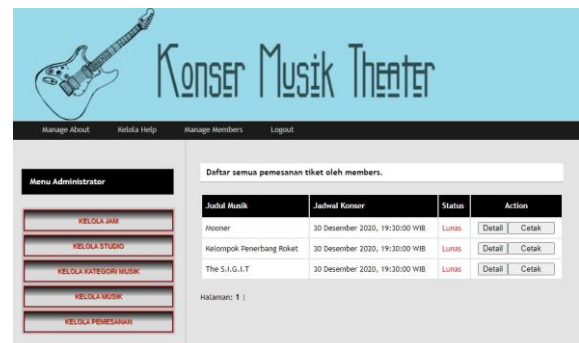 Konser Musik Theater
Manage About Kelola Help Manage Members Logout
Menu Administrator
KELOLA JAM
KELOLA STUDIO
KELOLA KATEGORI MUSIK
KELOLA MUSIK
KELOLA PEMESANAN
Daftar semua pemesanan tiket oleh members.
Judul Musik Jadwal Konser Status Action
Mooner 30 Desember 2020, 19:30:00 WIB Lunas Detail Cetak
Kelompok Penerbang Roket 30 Desember 2020, 19:30:00 WIB Lunas Detail Cetak
The S.I.G.I.T 30 Desember 2020, 19:30:00 WIB Lunas Detail Cetak
Halaman: 1 |